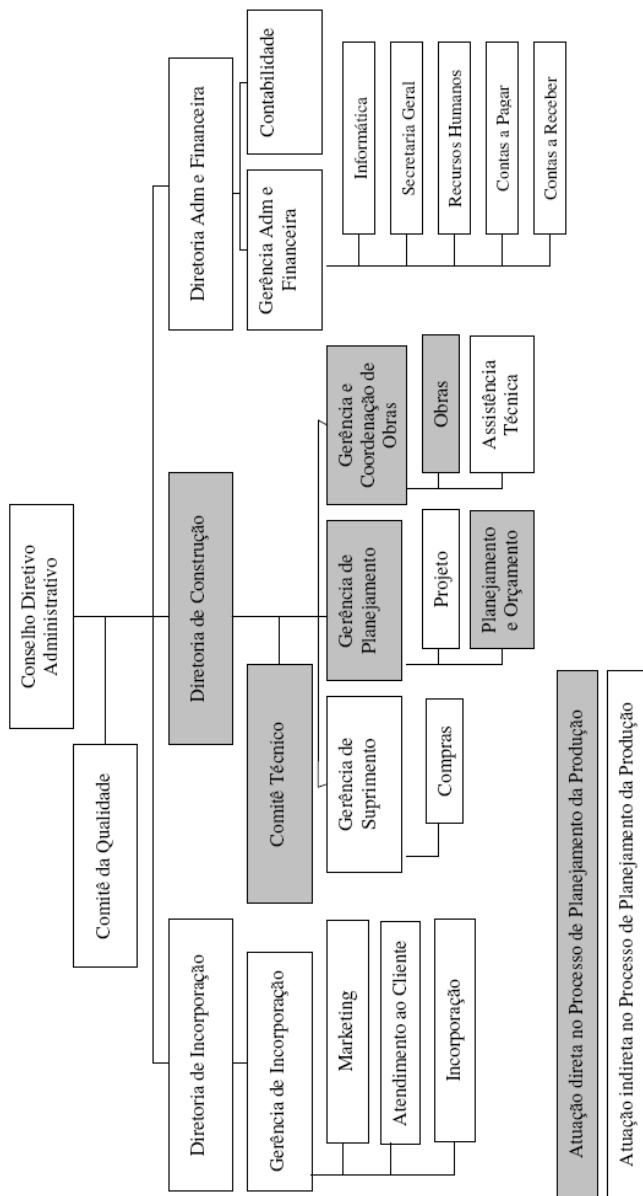 Conselho Diretivo
Administrativo
Comitê da Qualidade
Diretoria de Incorporação
Diretoria de Construção
Diretoria Adm e Financeira
Gerência de Incorporação
Comitê Técnico
Gerência Adm e
Financeira
Contabilidade
Marketing
Atendimento ao Cliente
Incorporação
Gerência de
Suprimento
Compras
Gerência de
Planejamento
Projeto
Planejamento
e Orçamento
Gerência e
Coordenação de
Obras
Obras
Assistência
Técnica
Informática
Secretaria Geral
Recursos Humanos
Contas a Pagar
Contas a Receber
Atuação direta no Processo de Planejamento da Produção
Atuação indireta no Processo de Planejamento da Produção